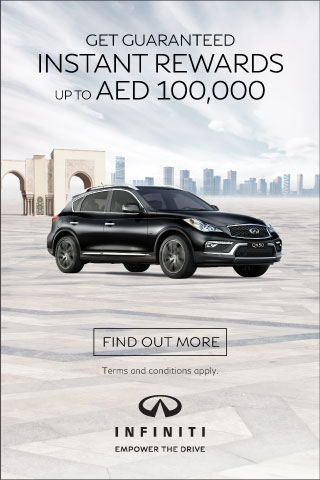 GET GUARANTEED
INSTANT REWARDS
UP TO AED 100,000
QX50
FIND OUT MORE
Terms and conditions apply.
INFINITI
EMPOWER THE DRIVE